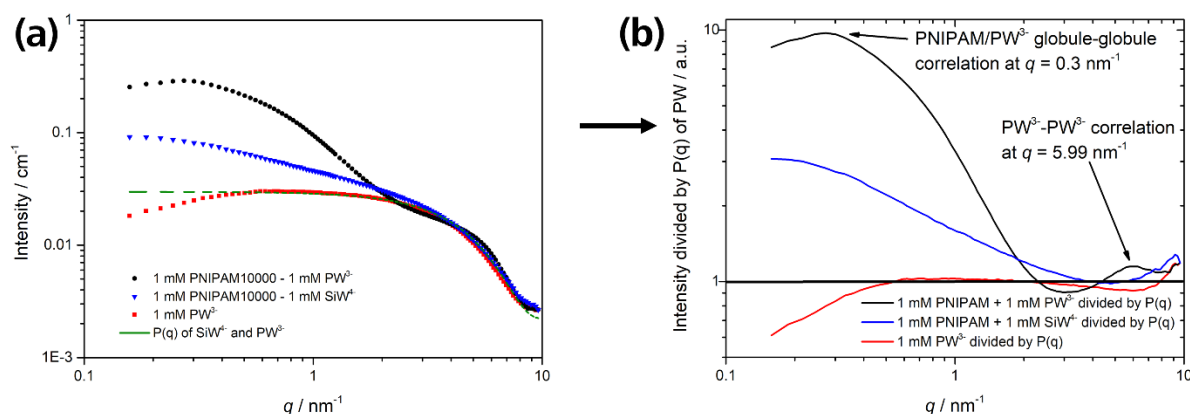 (a)
1
0.1
0.01
1E-3
Intensity / cm⁻¹
1 mM PNIPAM10000 - 1 mM PW³⁻
1 mM PNIPAM10000 - 1 mM SiW⁴⁻
1 mM PW³⁻
P(q) of SiW⁴⁻ and PW³⁻
0.1
1
10
q / nm⁻¹
(b)
10
1
Intensity divided by P(q) of PW / a.u.
PNIPAM/PW³⁻ globule-globule
correlation at q = 0.3 nm⁻¹
PW³⁻-PW³⁻ correlation
at q = 5.99 nm⁻¹
1 mM PNIPAM + 1 mM PW³⁻ divided by P(q)
1 mM PNIPAM + 1 mM SiW⁴⁻ divided by P(q)
1 mM PW³⁻ divided by P(q)
0.1
1
10
q / nm⁻¹